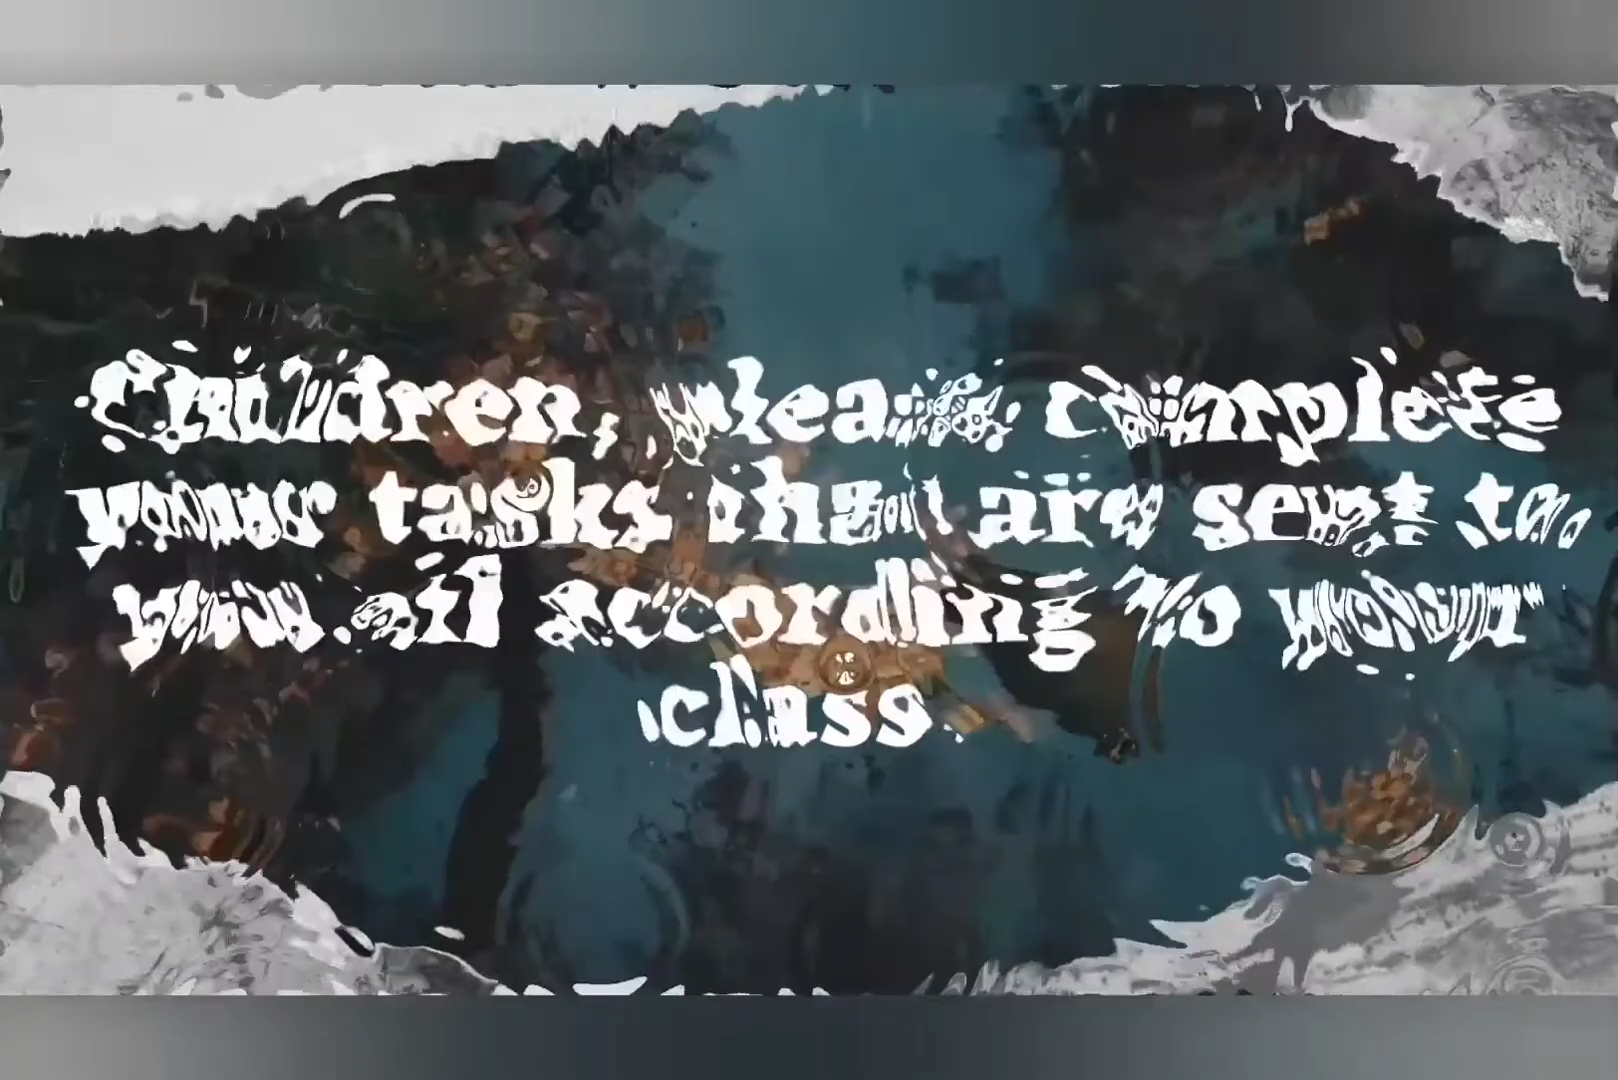 Children, please complete
your tasks that are sent to
you all according to your
class